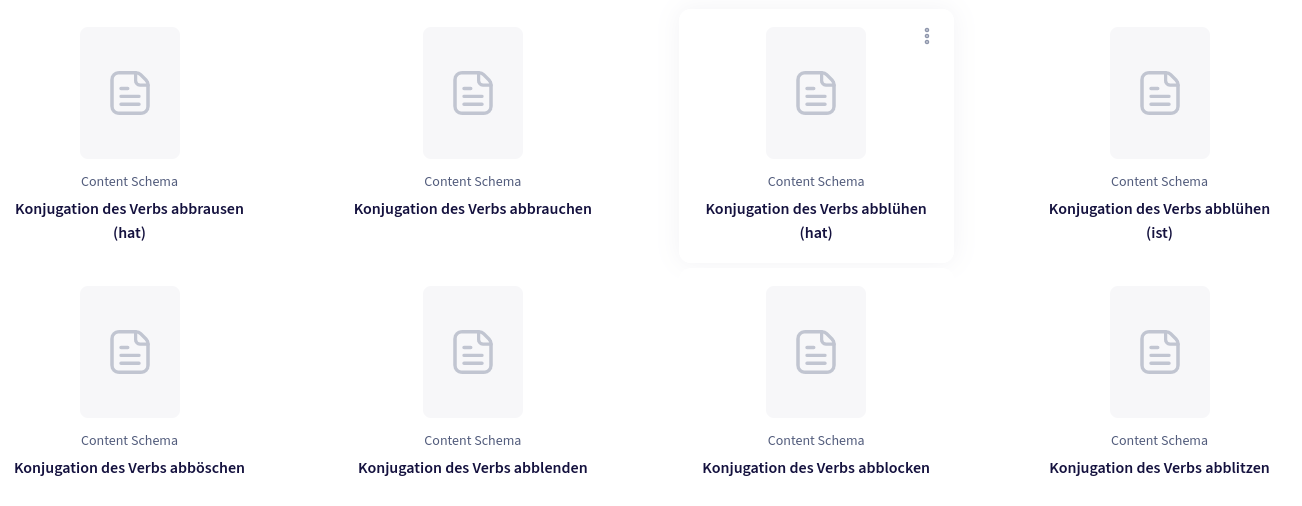 Content Schema
Konjugation des Verbs abbrausen
(hat)
Content Schema
Konjugation des Verbs abbrauchen
Content Schema
Konjugation des Verbs abblühen
(hat)
Content Schema
Konjugation des Verbs abblühen
(ist)
Content Schema
Konjugation des Verbs abböschen
Content Schema
Konjugation des Verbs abblenden
Content Schema
Konjugation des Verbs abblocken
Content Schema
Konjugation des Verbs abblitzen